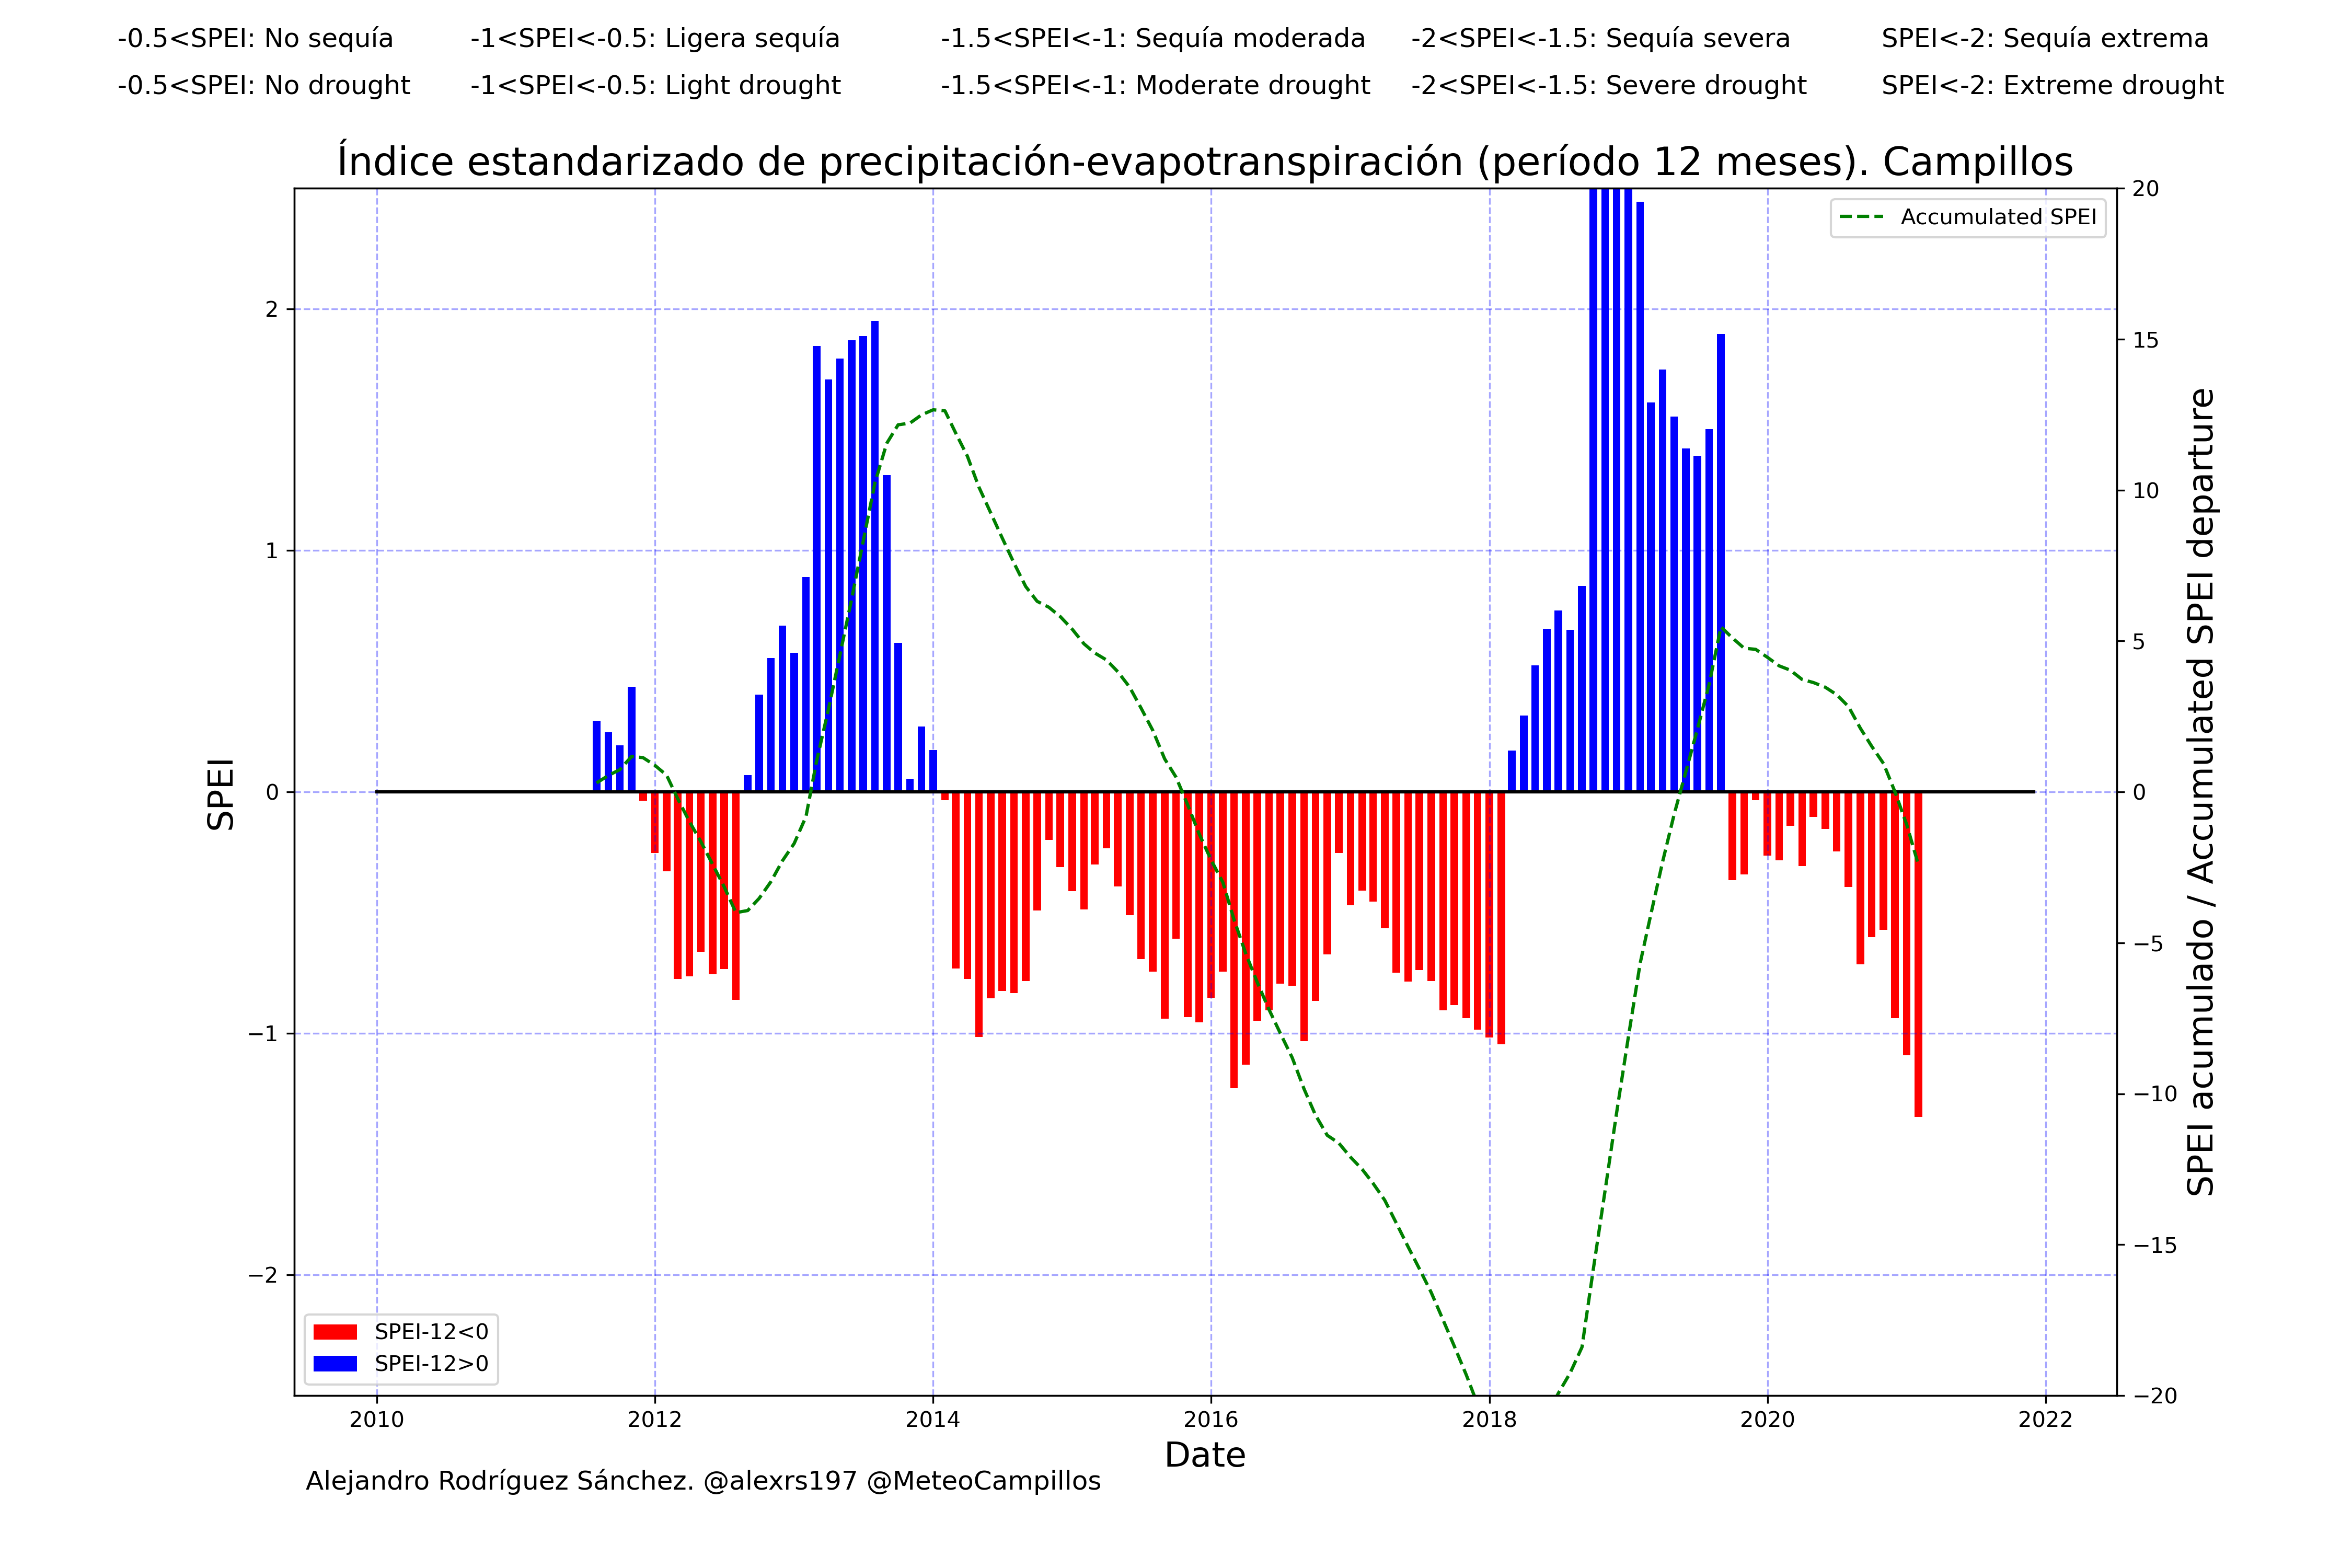 -0.5<SPEI: No sequía -1<SPEI<-0.5: Ligera sequía -1.5<SPEI<-1: Sequía moderada -2<SPEI<-1.5: Sequía severa SPEI<-2: Sequía extrema
-0.5<SPEI: No drought -1<SPEI<-0.5: Light drought -1.5<SPEI<-1: Moderate drought -2<SPEI<-1.5: Severe drought SPEI<-2: Extreme drought
Índice estandarizado de precipitación-evapotranspiración (período 12 meses). Campillos
Accumulated SPEI
SPEI
2
1
0
−1
−2
20
15
10
5
0
−5
−10
−15
−20
SPEI acumulado / Accumulated SPEI departure
SPEI-12<0
SPEI-12>0
2010 2012 2014 2016 2018 2020 2022
Date
Alejandro Rodríguez Sánchez. @alexrs197 @MeteoCampillos